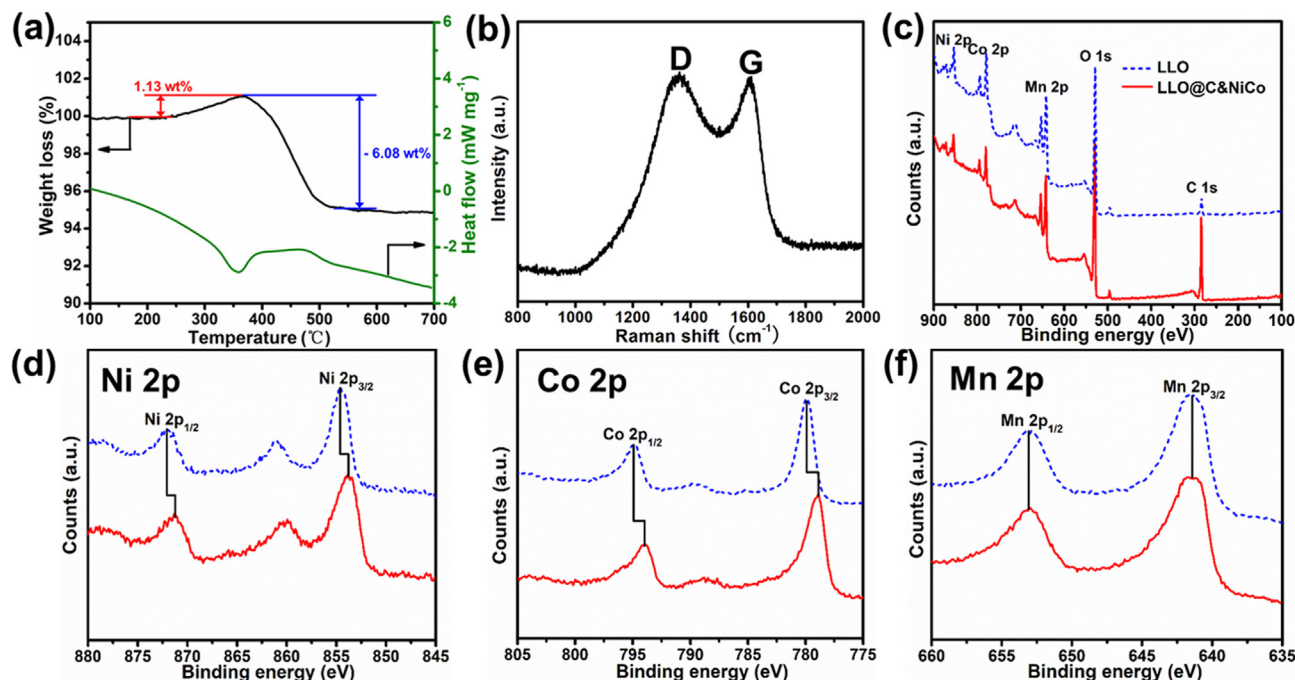 (a)
104
102
100
98
96
94
92
90
Weight loss (%)
1.13 wt%
- 6.08 wt%
6
4
2
0
-2
-4
Heat flow (mW mg⁻¹)
100 200 300 400 500 600 700
Temperature (℃)
(b)
D
G
Intensity (a.u.)
800 1000 1200 1400 1600 1800 2000
Raman shift (cm⁻¹)
(c)
Ni 2p
Co 2p
Mn 2p
O 1s
C 1s
LLO
LLO@C&NiCo
Counts (a.u.)
900 800 700 600 500 400 300 200 100
Binding energy (eV)
(d)
Ni 2p
Ni 2p₁/₂
Ni 2p₃/₂
Counts (a.u.)
880 875 870 865 860 855 850 845
Binding energy (eV)
(e)
Co 2p
Co 2p₁/₂
Co 2p₃/₂
Counts (a.u.)
805 800 795 790 785 780 775
Binding energy (eV)
(f)
Mn 2p
Mn 2p₁/₂
Mn 2p₃/₂
Counts (a.u.)
660 653 649 642 641 635
Binding energy (eV)